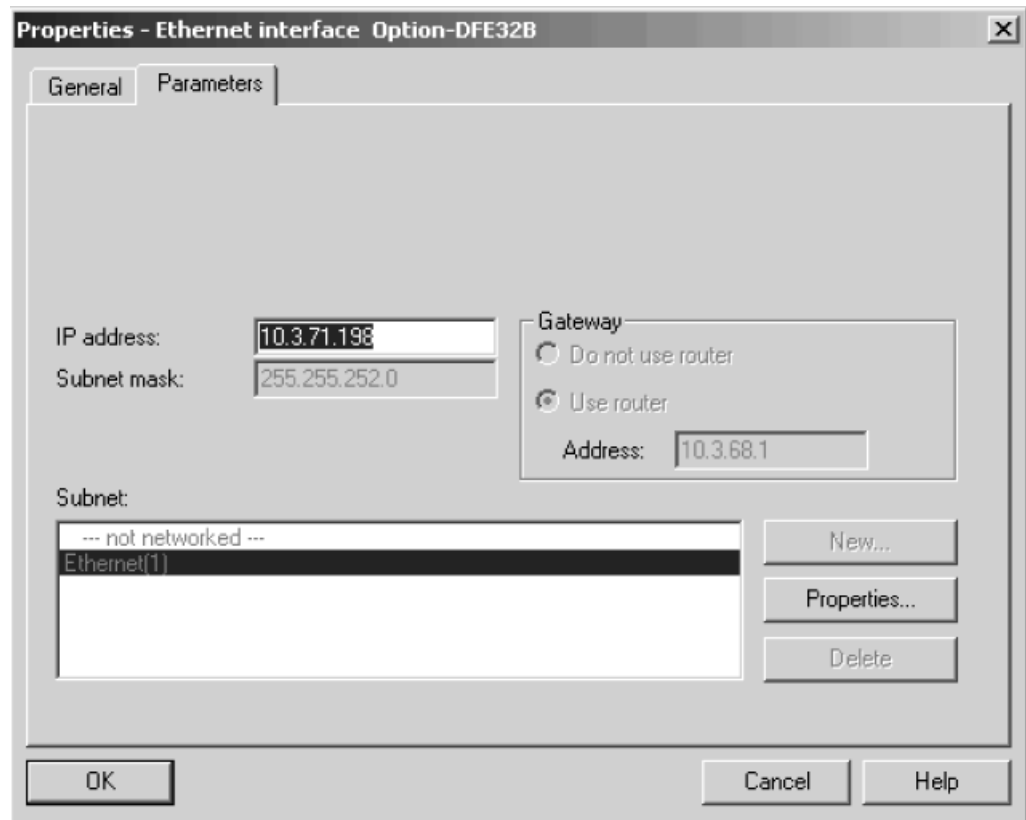 Properties - Ethernet interface Option-DFE32B
General Parameters
IP address: 10.3.71.198
Subnet mask: 255.255.252.0
Gateway
Do not use router
Use router
Address: 10.3.68.1
Subnet:
--- not networked ---
Ethernet(1)
New...
Properties...
Delete
OK Cancel Help